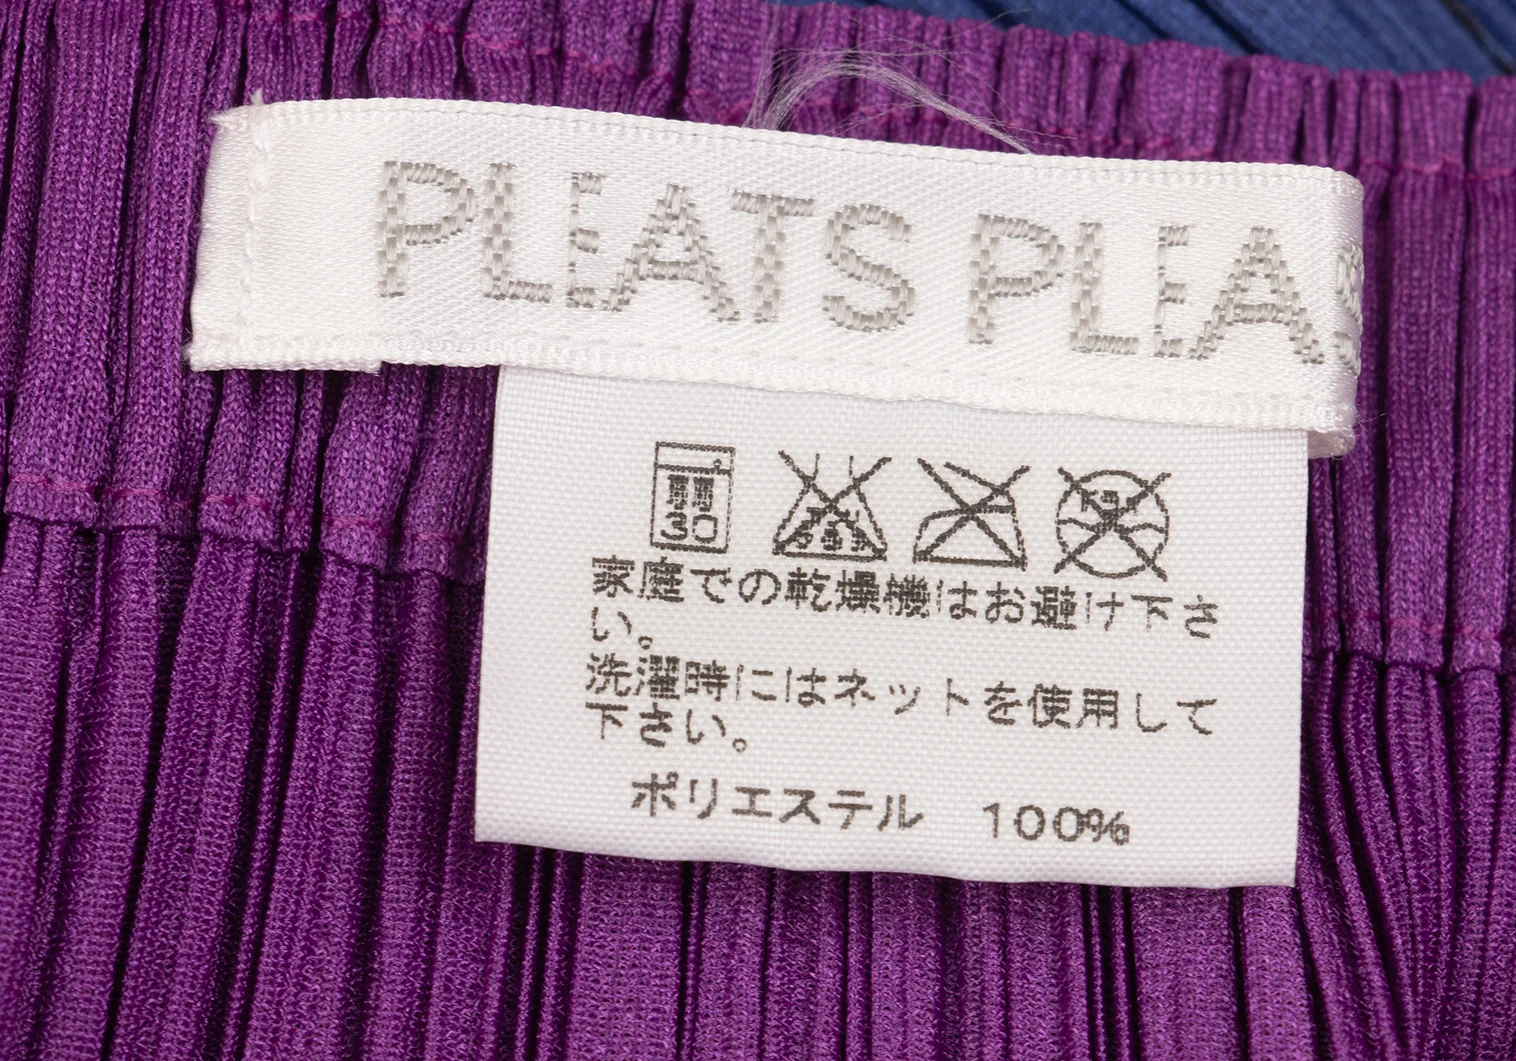 PLEATS PLEAS
30
家庭での乾燥機はお避け下さ
い。
洗濯時にはネットを使用して
下さい。
ポリエステル 100%